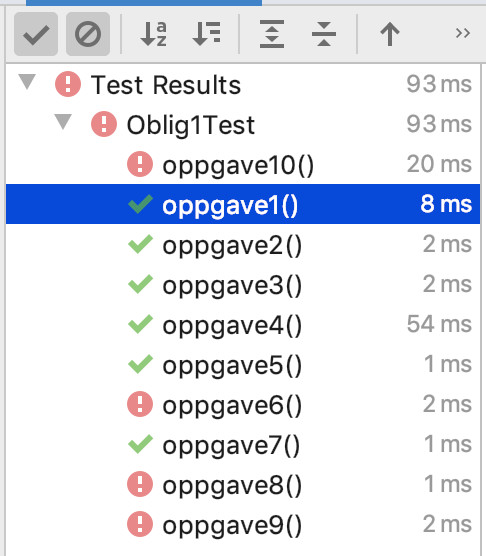 Test Results 93 ms
Oblig1Test 93 ms
oppgave10() 20 ms
oppgave1() 8 ms
oppgave2() 2 ms
oppgave3() 2 ms
oppgave4() 54 ms
oppgave5() 1 ms
oppgave6() 2 ms
oppgave7() 1 ms
oppgave8() 1 ms
oppgave9() 2 ms